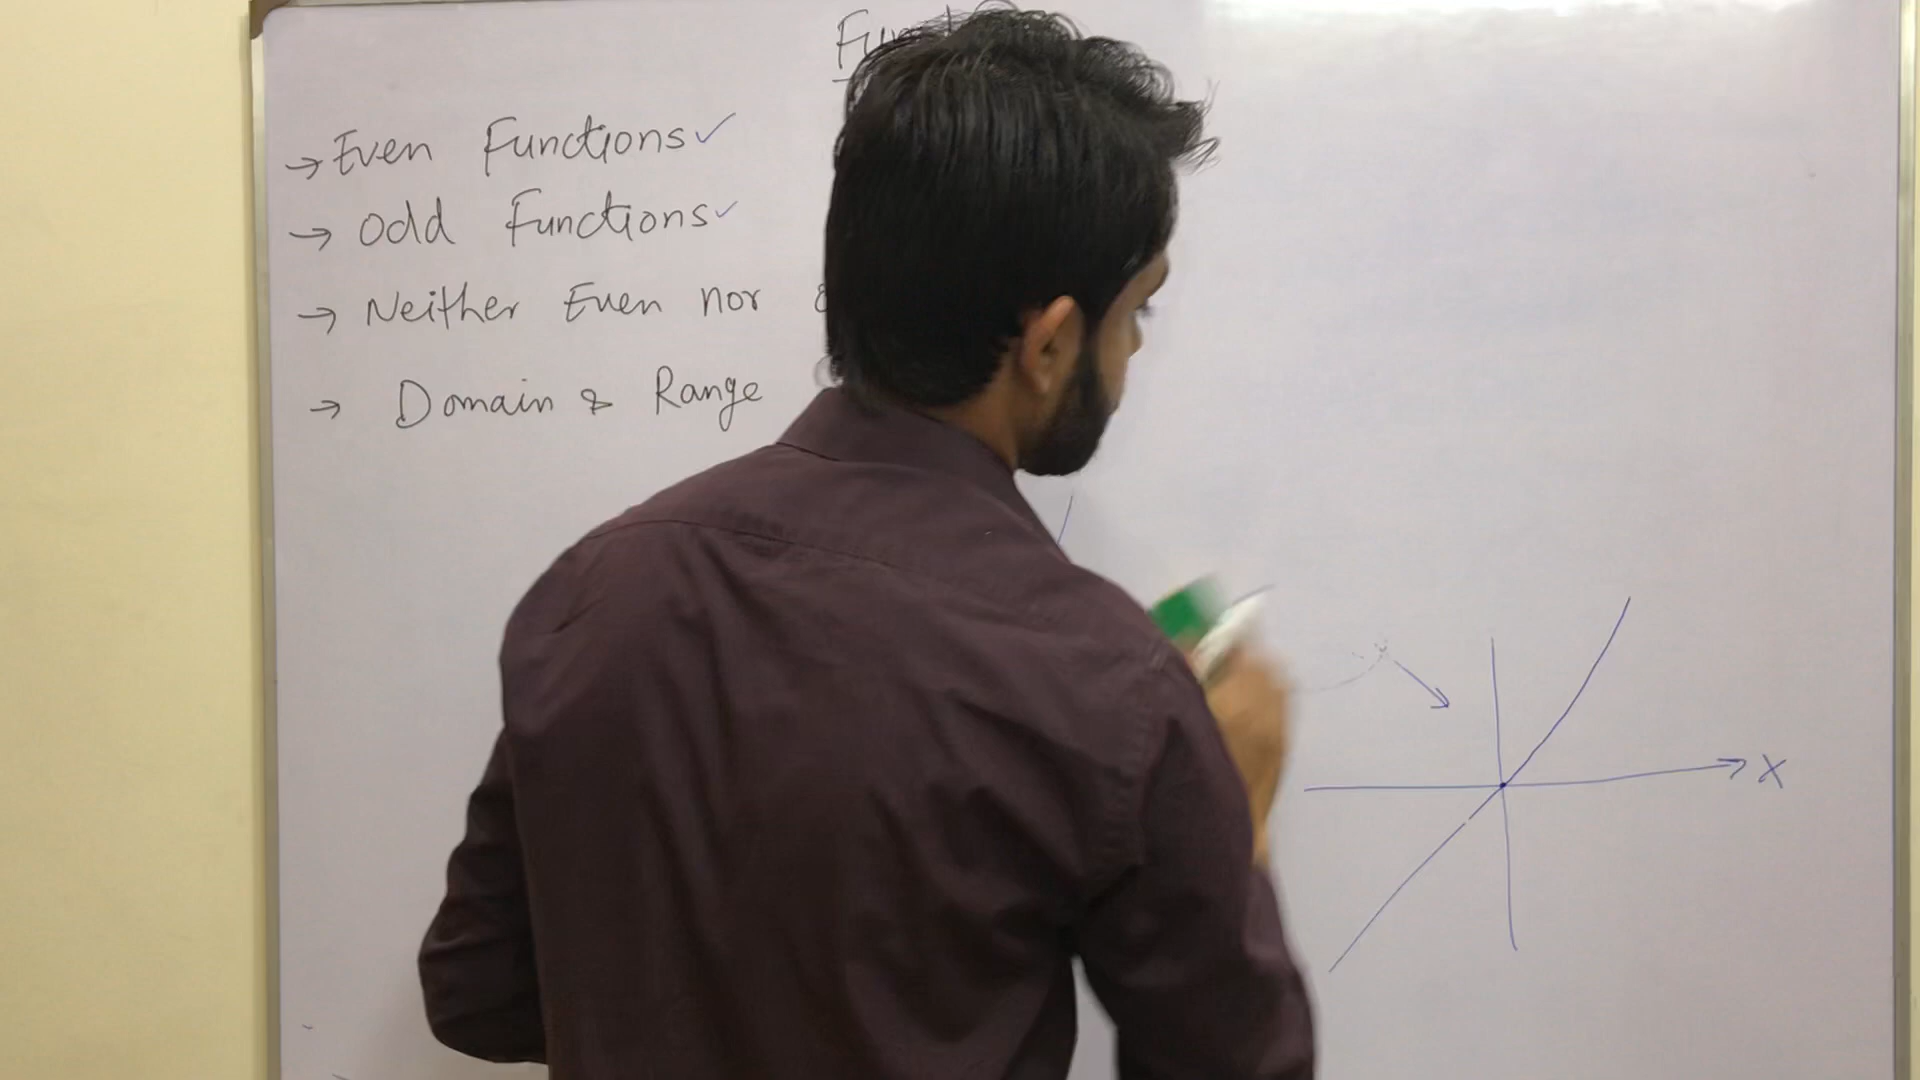 → Even Functions ✓
→ Odd Functions ✓
→ Neither Even nor
→ Domain & Range
X